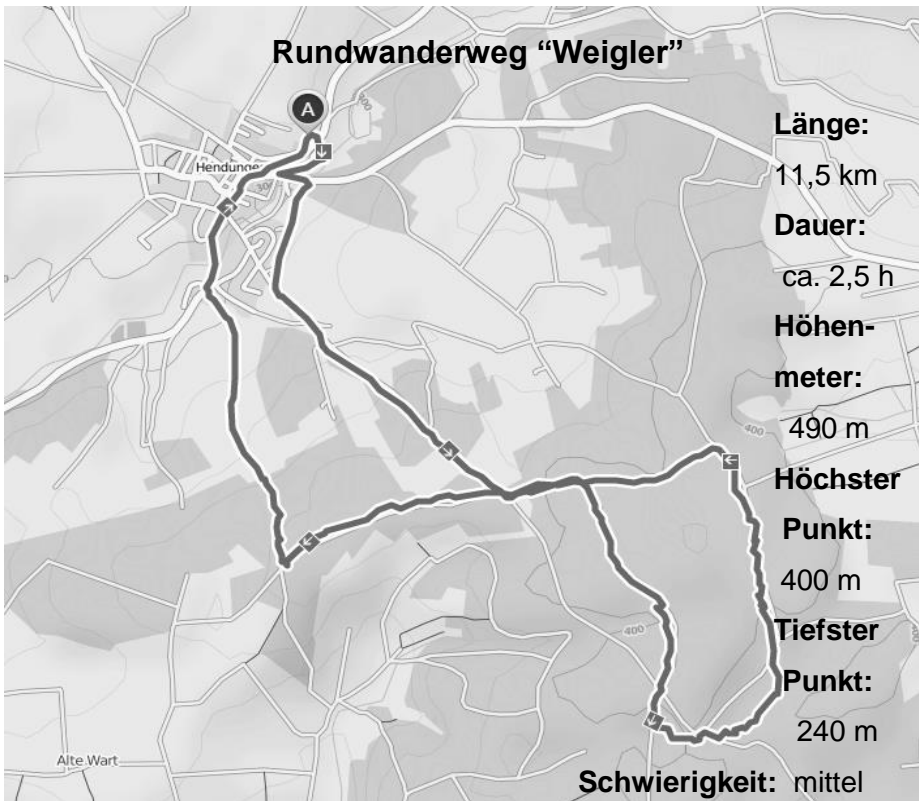 Rundwanderweg “Weigler”
A
300
Hendungen
300
Länge:
11,5 km
Dauer:
ca. 2,5 h
Höhen-
meter:
490 m
400
Höchster
Punkt:
400 m
Tiefster
400
Punkt:
240 m
Alte Wart
Schwierigkeit: mittel